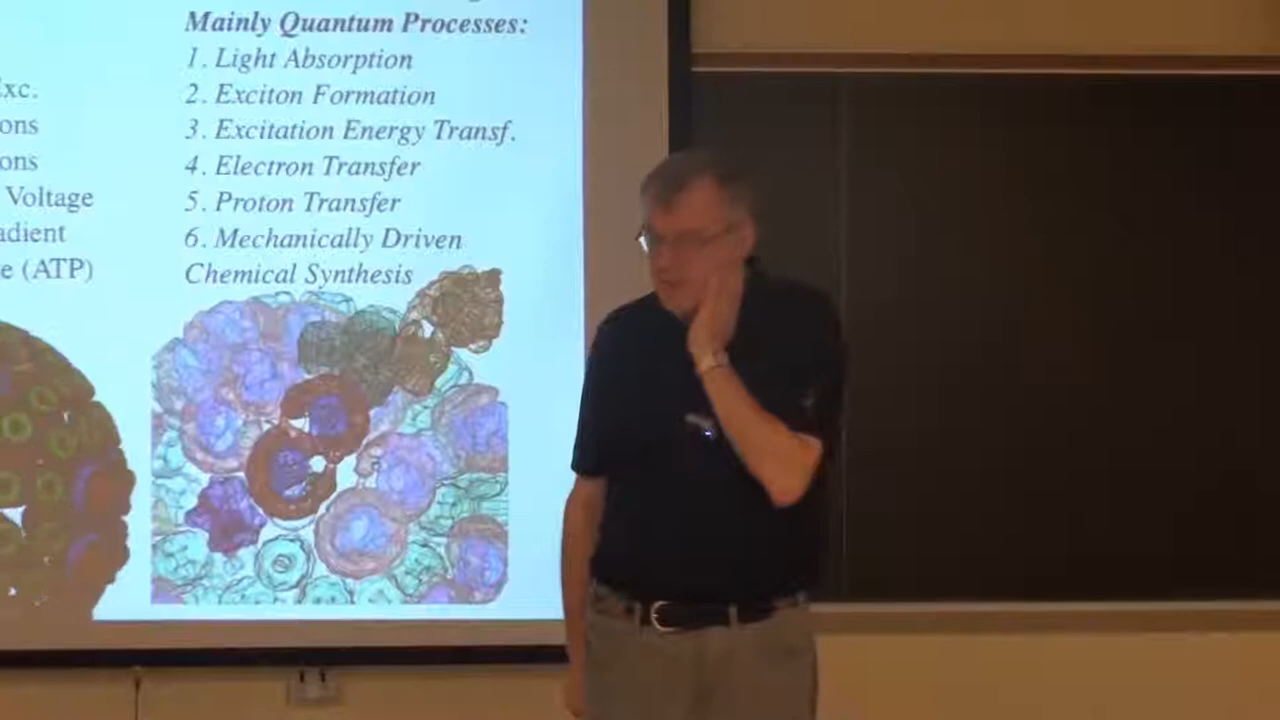 Mainly Quantum Processes:
1. Light Absorption
2. Exciton Formation
3. Excitation Energy Transf.
4. Electron Transfer
5. Proton Transfer
6. Mechanically Driven
Chemical Synthesis
xc.
ons
ons
Voltage
adient
e (ATP)